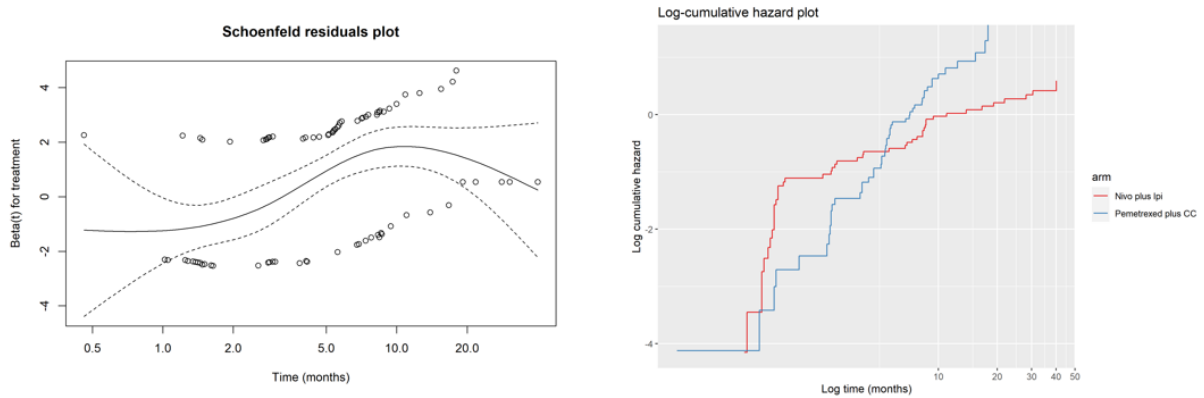 Schoenfeld residuals plot
Beta(t) for treatment
4
2
0
-2
-4
0.5 1.0 2.0 5.0 10.0 20.0
Time (months)
Log-cumulative hazard plot
Log cumulative hazard
0
-2
-4
10 20 30 40 50
Log time (months)
arm
Nivo plus Ipi
Pemetrexed plus CC